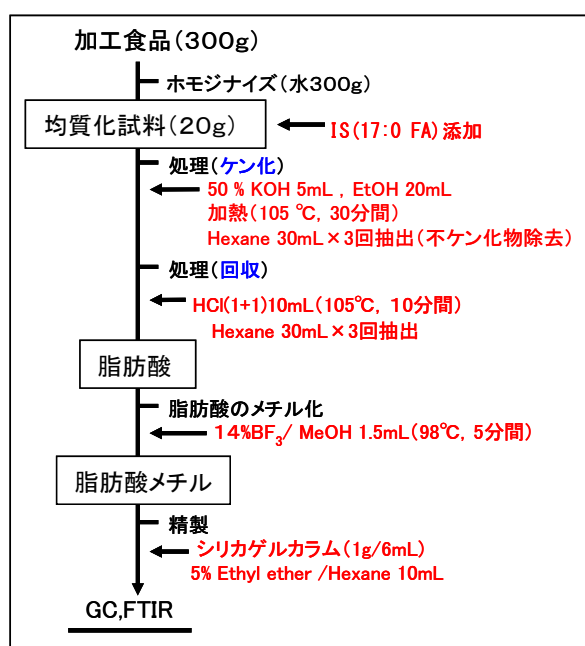 加工食品(300g)
ホモジナイズ(水300g)
均質化試料(20g)
IS(17:0 FA)添加
処理(ケン化)
50 % KOH 5mL , EtOH 20mL
加熱(105 ℃, 30分間)
Hexane 30mL×3回抽出(不ケン化物除去)
処理(回収)
HCl(1+1)10mL(105℃, 10分間)
Hexane 30mL×3回抽出
脂肪酸
脂肪酸のメチル化
14%BF₃/ MeOH 1.5mL(98℃, 5分間)
脂肪酸メチル
精製
シリカゲルカラム(1g/6mL)
5% Ethyl ether /Hexane 10mL
GC,FTIR